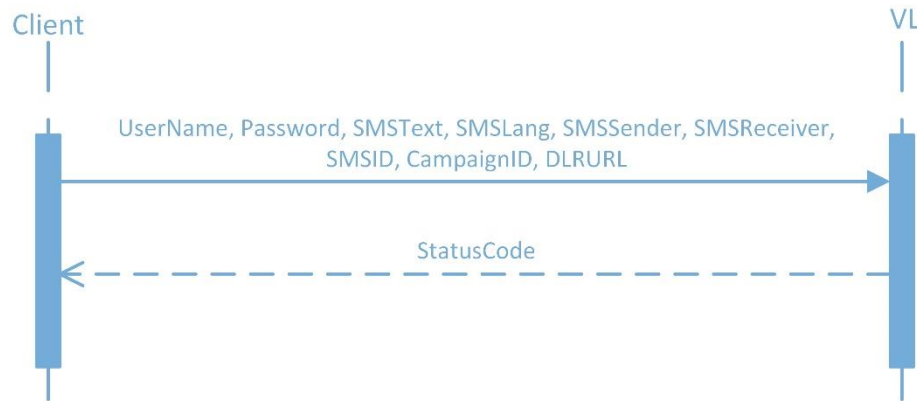 Client
VL
UserName, Password, SMSText, SMSLang, SMSSender, SMSReceiver,
SMSID, CampaignID, DLRURL
StatusCode